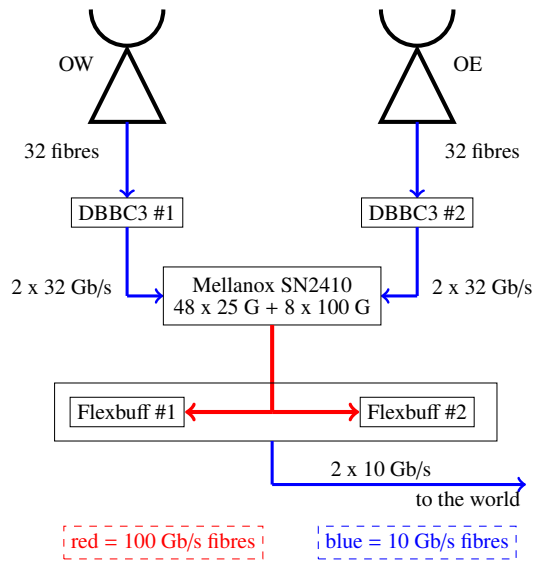 OW
OE
32 fibres
32 fibres
DBBC3 #1
DBBC3 #2
2 x 32 Gb/s
Mellanox SN2410
48 x 25 G + 8 x 100 G
2 x 32 Gb/s
Flexbuff #1
Flexbuff #2
2 x 10 Gb/s
to the world
red = 100 Gb/s fibres
blue = 10 Gb/s fibres